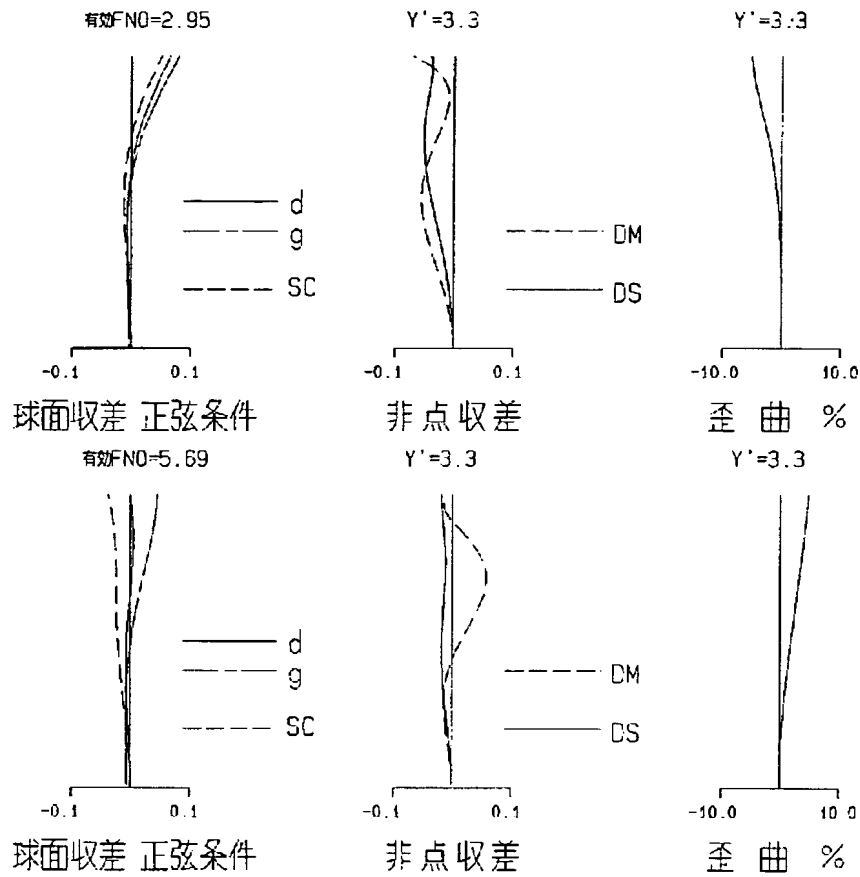 有効FNO=2.95 Y'=3.3 Y'=3.3
d
g DM
SC DS
-0.1 0.1 -0.1 0.1 -10.0 10.0
球面収差 正弦条件 非点収差 歪曲 %
有効FNO=5.69 Y'=3.3 Y'=3.3
d
g DM
SC DS
-0.1 0.1 -0.1 0.1 -10.0 10.0
球面収差 正弦条件 非点収差 歪曲 %